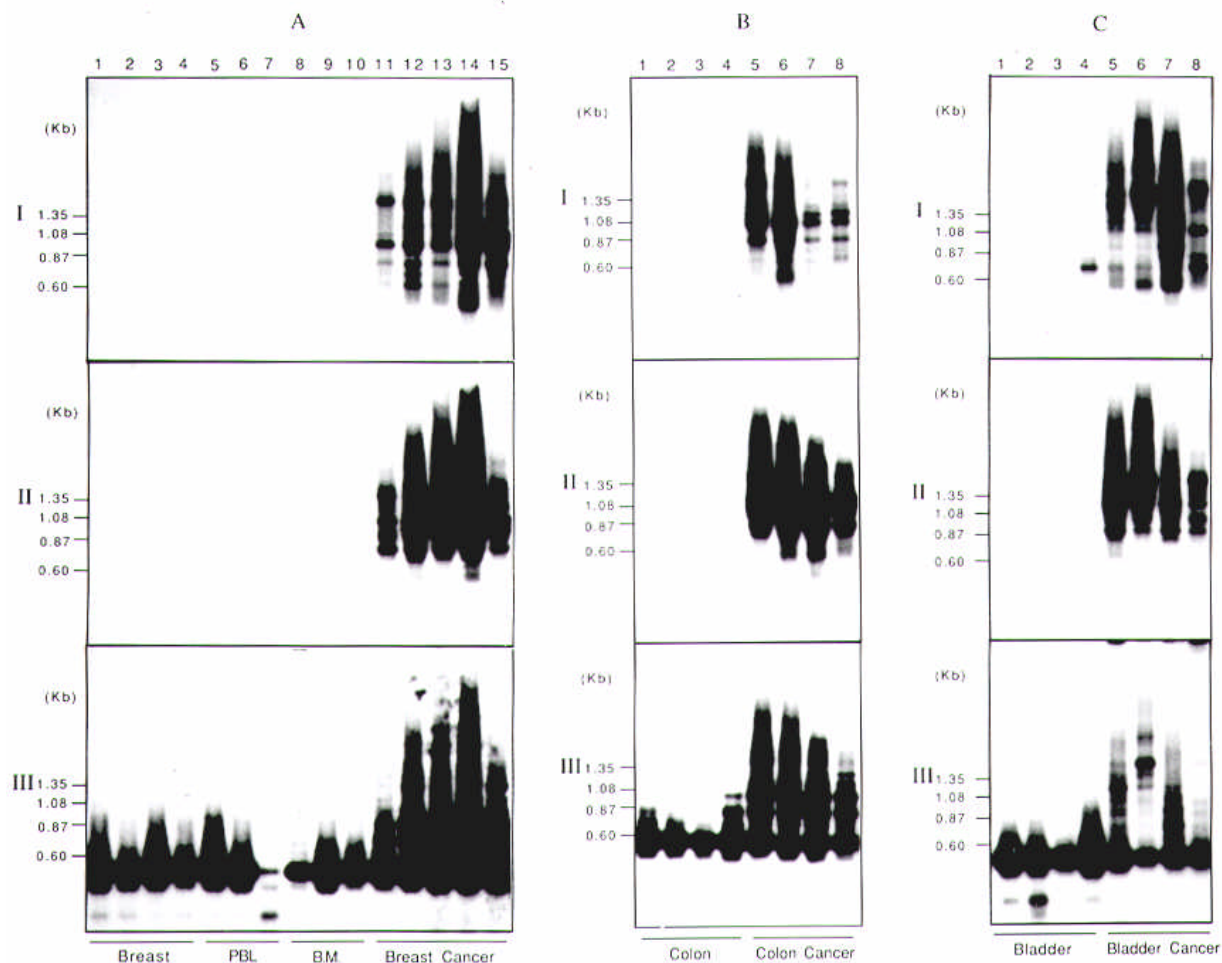 A
B
C
1 2 3 4 5 6 7 8 9 10 11 12 13 14 15
1 2 3 4 5 6 7 8
1 2 3 4 5 6 7 8
(Kb)
I 1.35
1.08
0.87
0.60
(Kb)
I 1.35
1.08
0.87
0.60
(Kb)
I 1.35
1.08
0.87
0.60
(Kb)
II 1.35
1.08
0.87
0.60
(Kb)
II 1.35
1.08
0.87
0.60
(Kb)
II 1.35
1.08
0.87
0.60
(Kb)
III 1.35
1.08
0.87
0.60
(Kb)
III 1.35
1.08
0.87
0.60
(Kb)
III 1.35
1.08
0.87
0.60
Breast PBL B.M. Breast Cancer
Colon Colon Cancer
Bladder Bladder Cancer